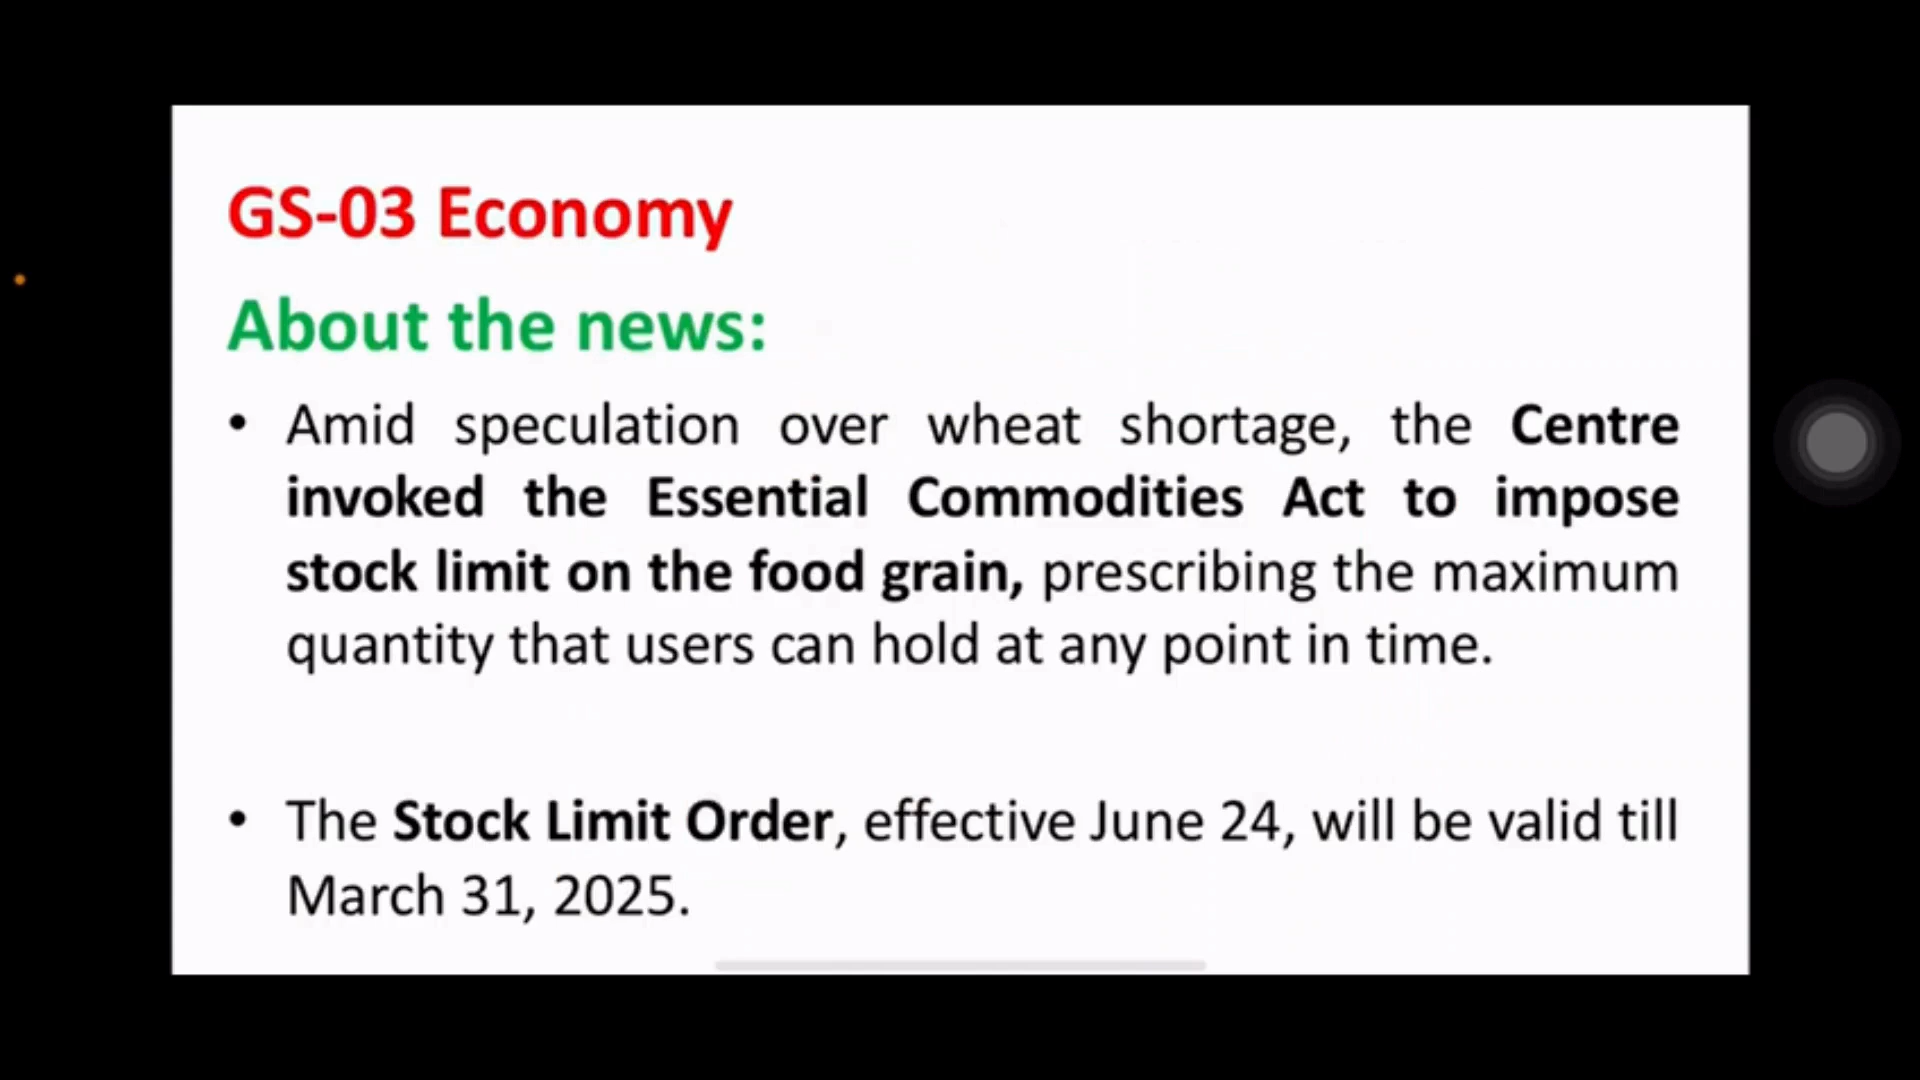 GS-03 Economy
About the news:
• Amid speculation over wheat shortage, the Centre
invoked the Essential Commodities Act to impose
stock limit on the food grain, prescribing the maximum
quantity that users can hold at any point in time.
• The Stock Limit Order, effective June 24, will be valid till
March 31, 2025.